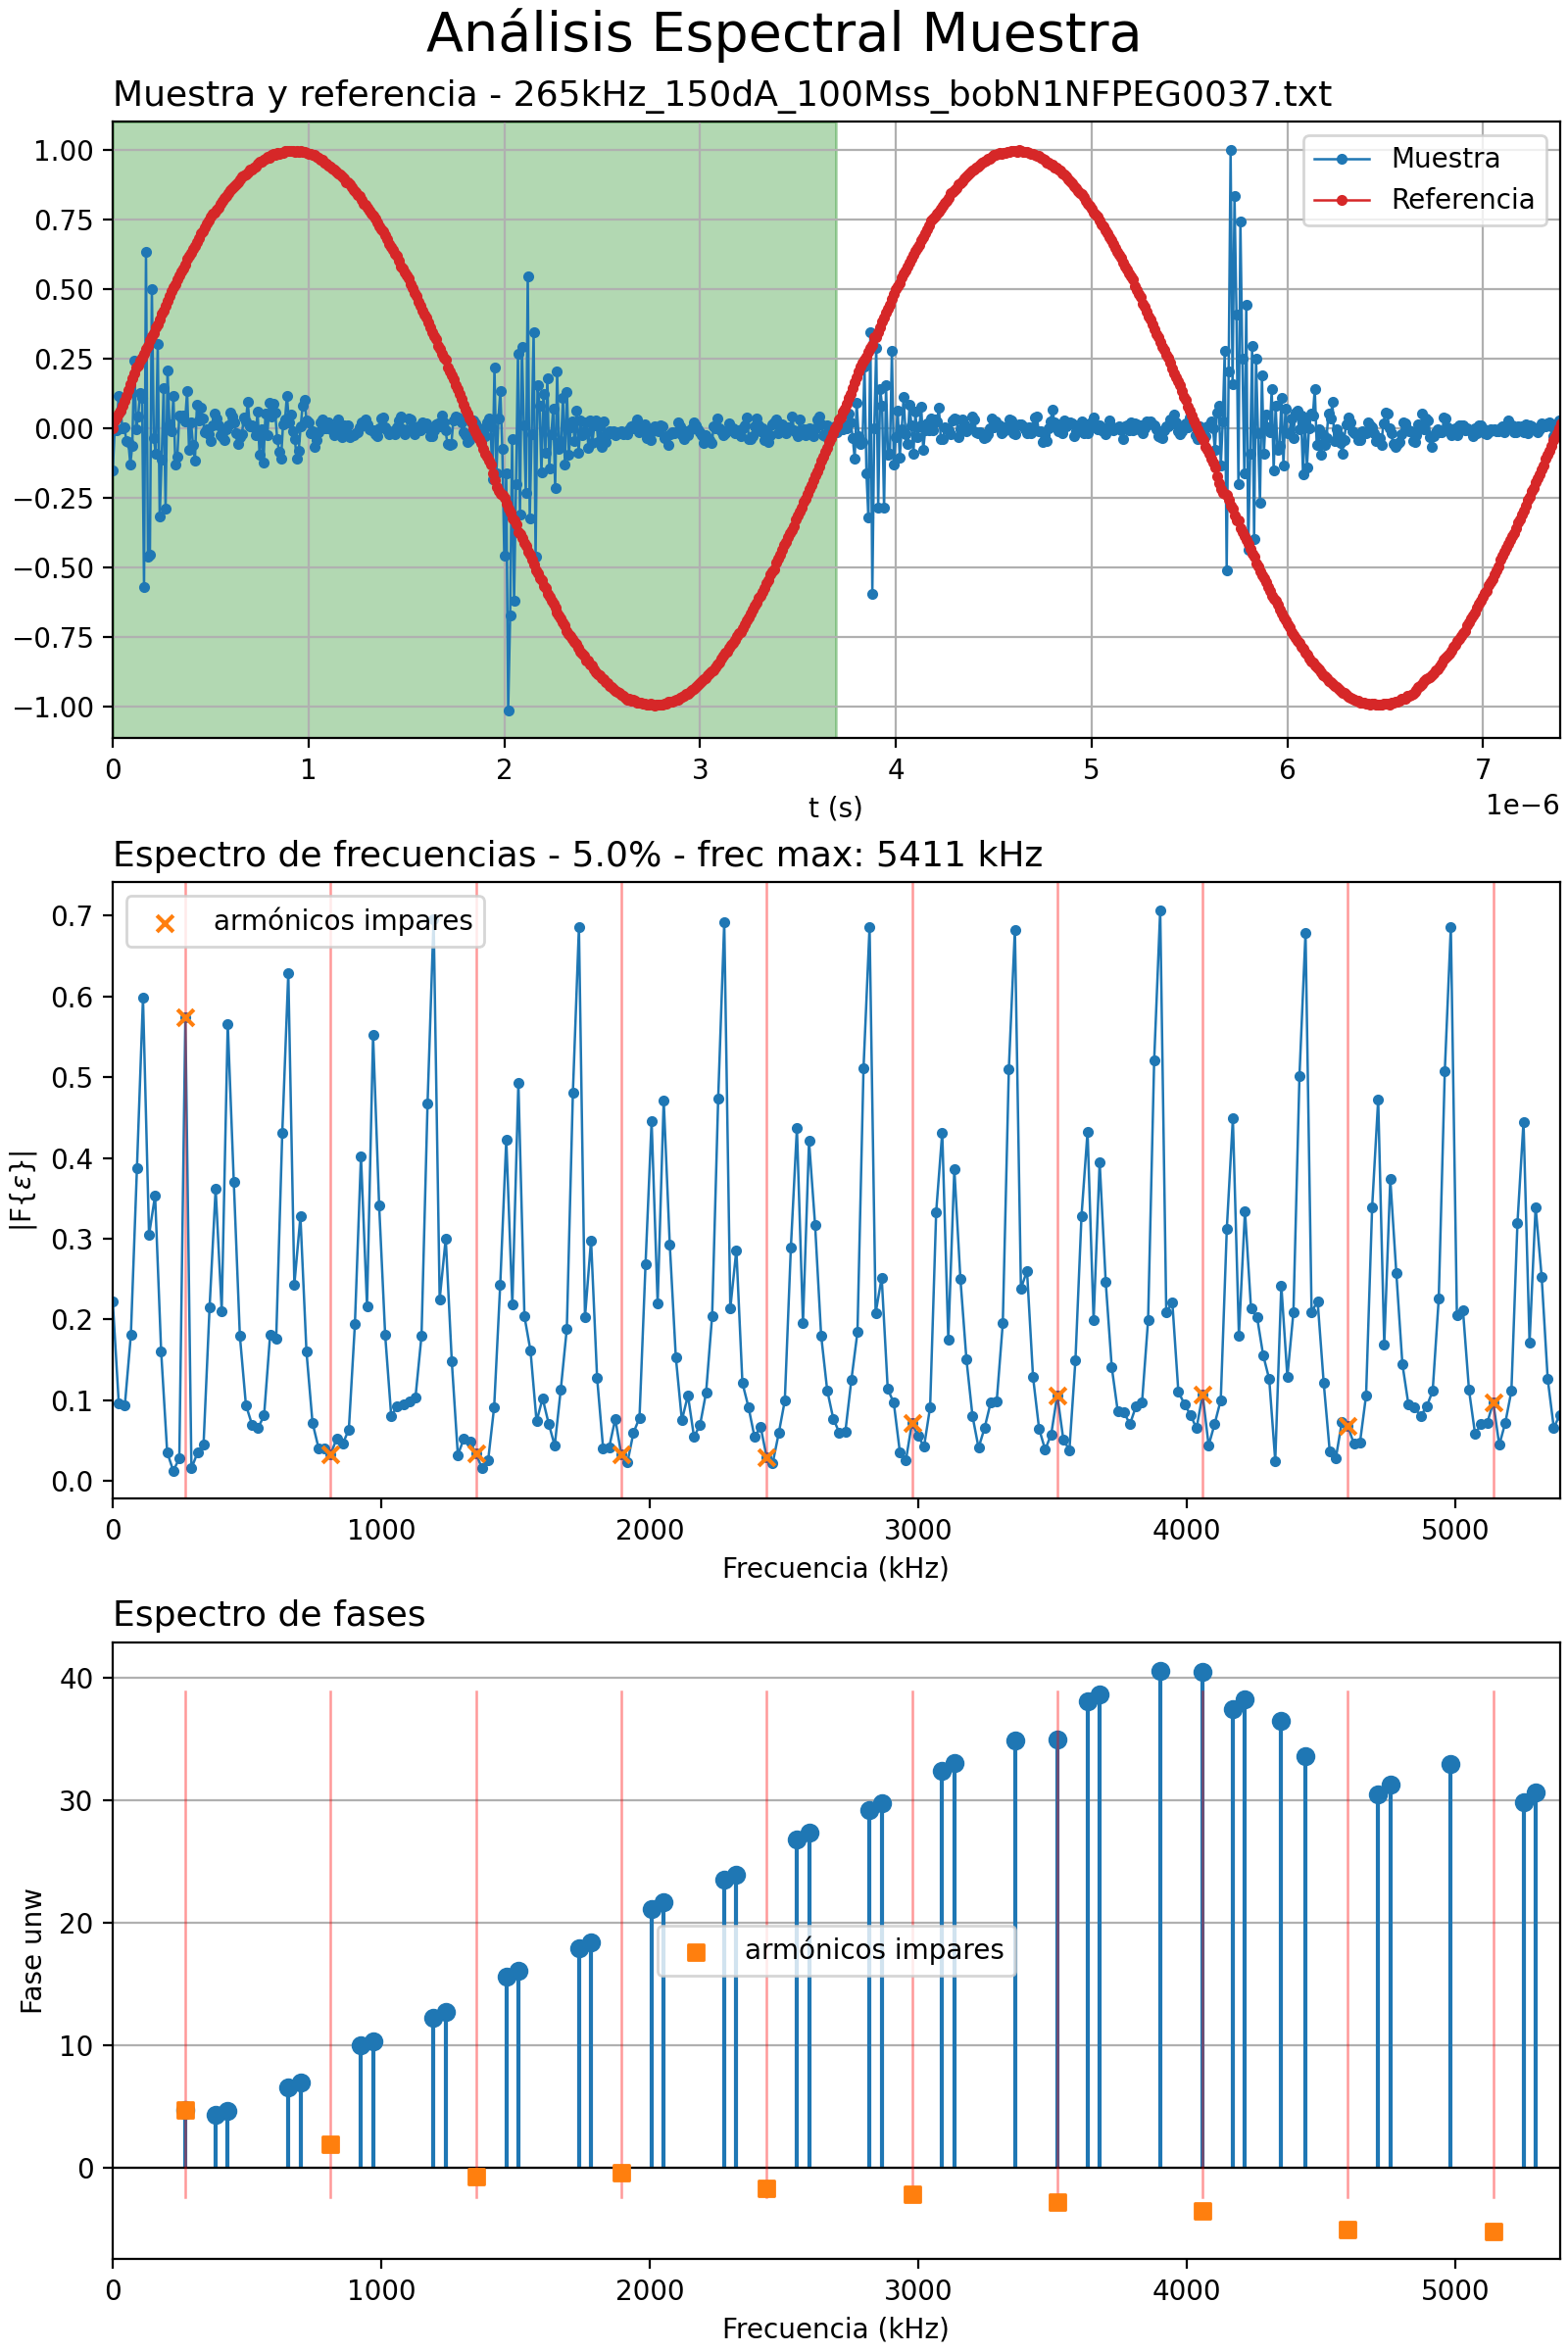 Análisis Espectral Muestra
Muestra y referencia - 265kHz_150dA_100Mss_bobN1NFPEG0037.txt
Muestra
Referencia
1.00
0.75
0.50
0.25
0.00
−0.25
−0.50
−0.75
−1.00
0 1 2 3 4 5 6 7
1e−6
t (s)
Espectro de frecuencias - 5.0% - frec max: 5411 kHz
armónicos impares
0.7
0.6
0.5
0.4
0.3
0.2
0.1
0.0
|F{ε}|
0 1000 2000 3000 4000 5000
Frecuencia (kHz)
Espectro de fases
40
30
20
10
0
Fase unw
armónicos impares
0 1000 2000 3000 4000 5000
Frecuencia (kHz)